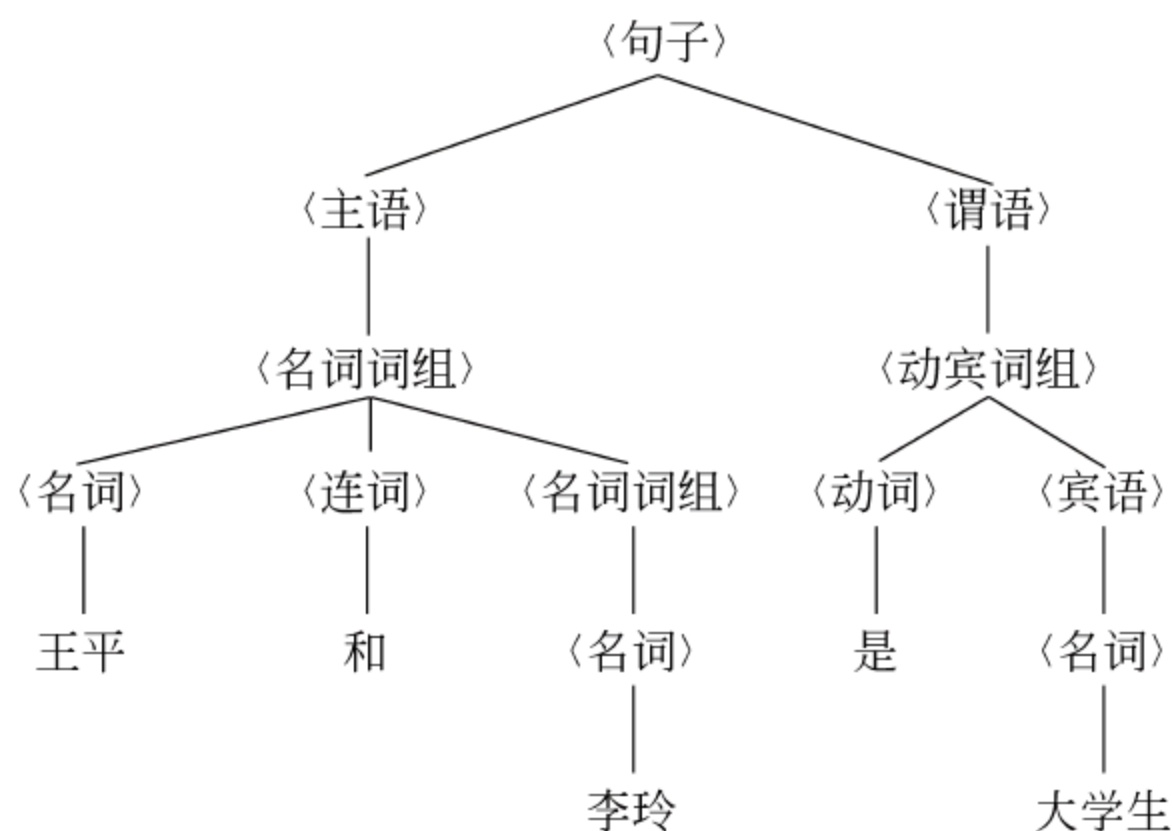 〈句子〉
〈主语〉 〈谓语〉
〈名词词组〉 〈动宾词组〉
〈名词〉 〈连词〉 〈名词词组〉 〈动词〉 〈宾语〉
王平 和 〈名词〉 是 〈名词〉
李玲 大学生